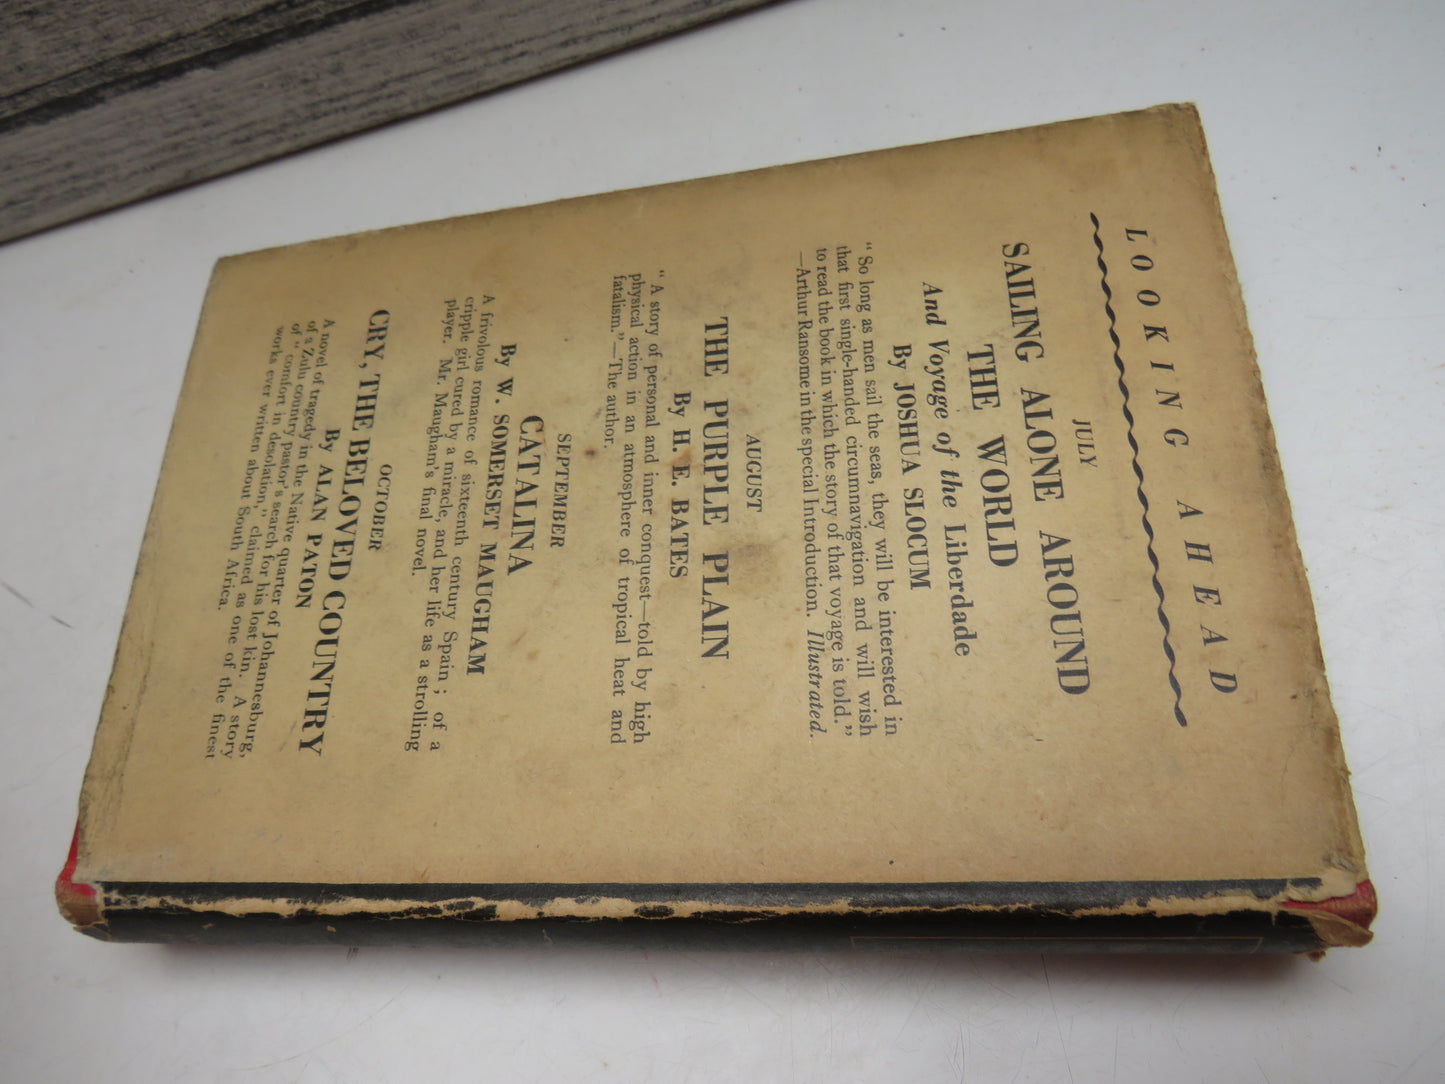 LOOKING AHEAD
JULY
SAILING ALONE AROUND
THE WORLD
And Voyage of the Liberdade
By JOSHUA SLOCUM
" So long as men sail the seas, they will be interested in
that first single-handed circumnavigation and will wish
to read the book in which the story of that voyage is told."
—Arthur Ransome in the special Introduction. Illustrated.
AUGUST
THE PURPLE PLAIN
By H. E. BATES
" A story of personal and inner conquest—told by high
physical action in an atmosphere of tropical heat and
fatalism."—The author.
SEPTEMBER
CATALINA
By W. SOMERSET MAUGHAM
A frivolous romance of sixteenth century Spain ; of a
cripple girl cured by a miracle, and her life as a strolling
player. Mr. Maugham's final novel.
OCTOBER
CRY, THE BELOVED COUNTRY
By ALAN PATON
A novel of tragedy in the Native quarter of Johannesburg,
of a Zulu country pastor's search for his lost kin. A story
of " comfort in desolation," claimed as one of the finest
works ever written about South Africa.